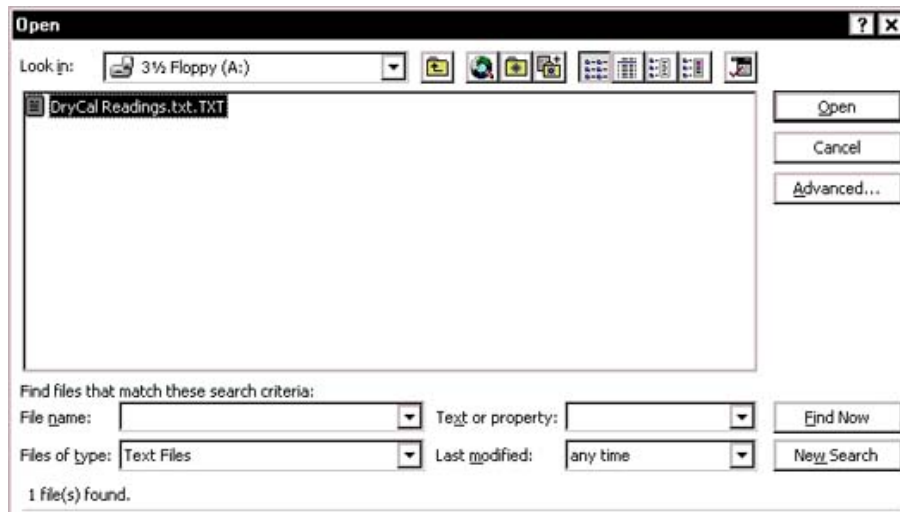 Open
Look in: 3½ Floppy (A:)
DryCal Readings.txt.TXT
Open
Cancel
Advanced...
Find files that match these search criteria:
File name: Text or property: Find Now
Files of type: Text Files Last modified: any time New Search
1 file(s) found.